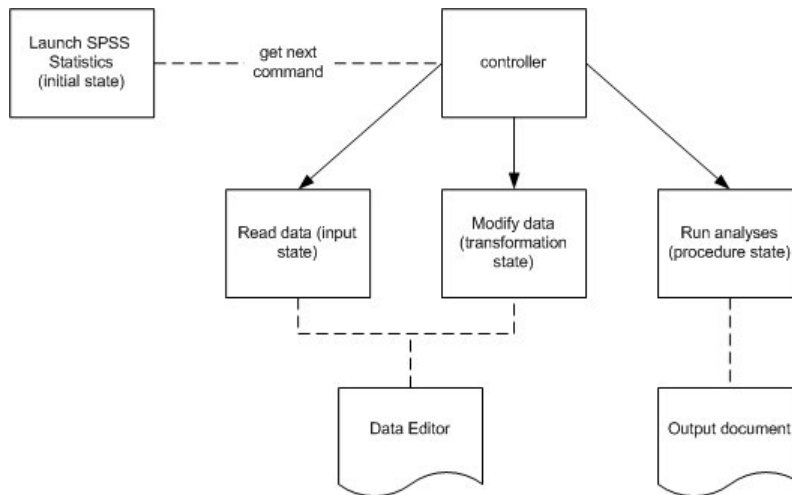 Launch SPSS
Statistics
(initial state)
get next
command
controller
Read data (input
state)
Modify data
(transformation
state)
Run analyses
(procedure state)
Data Editor
Output document